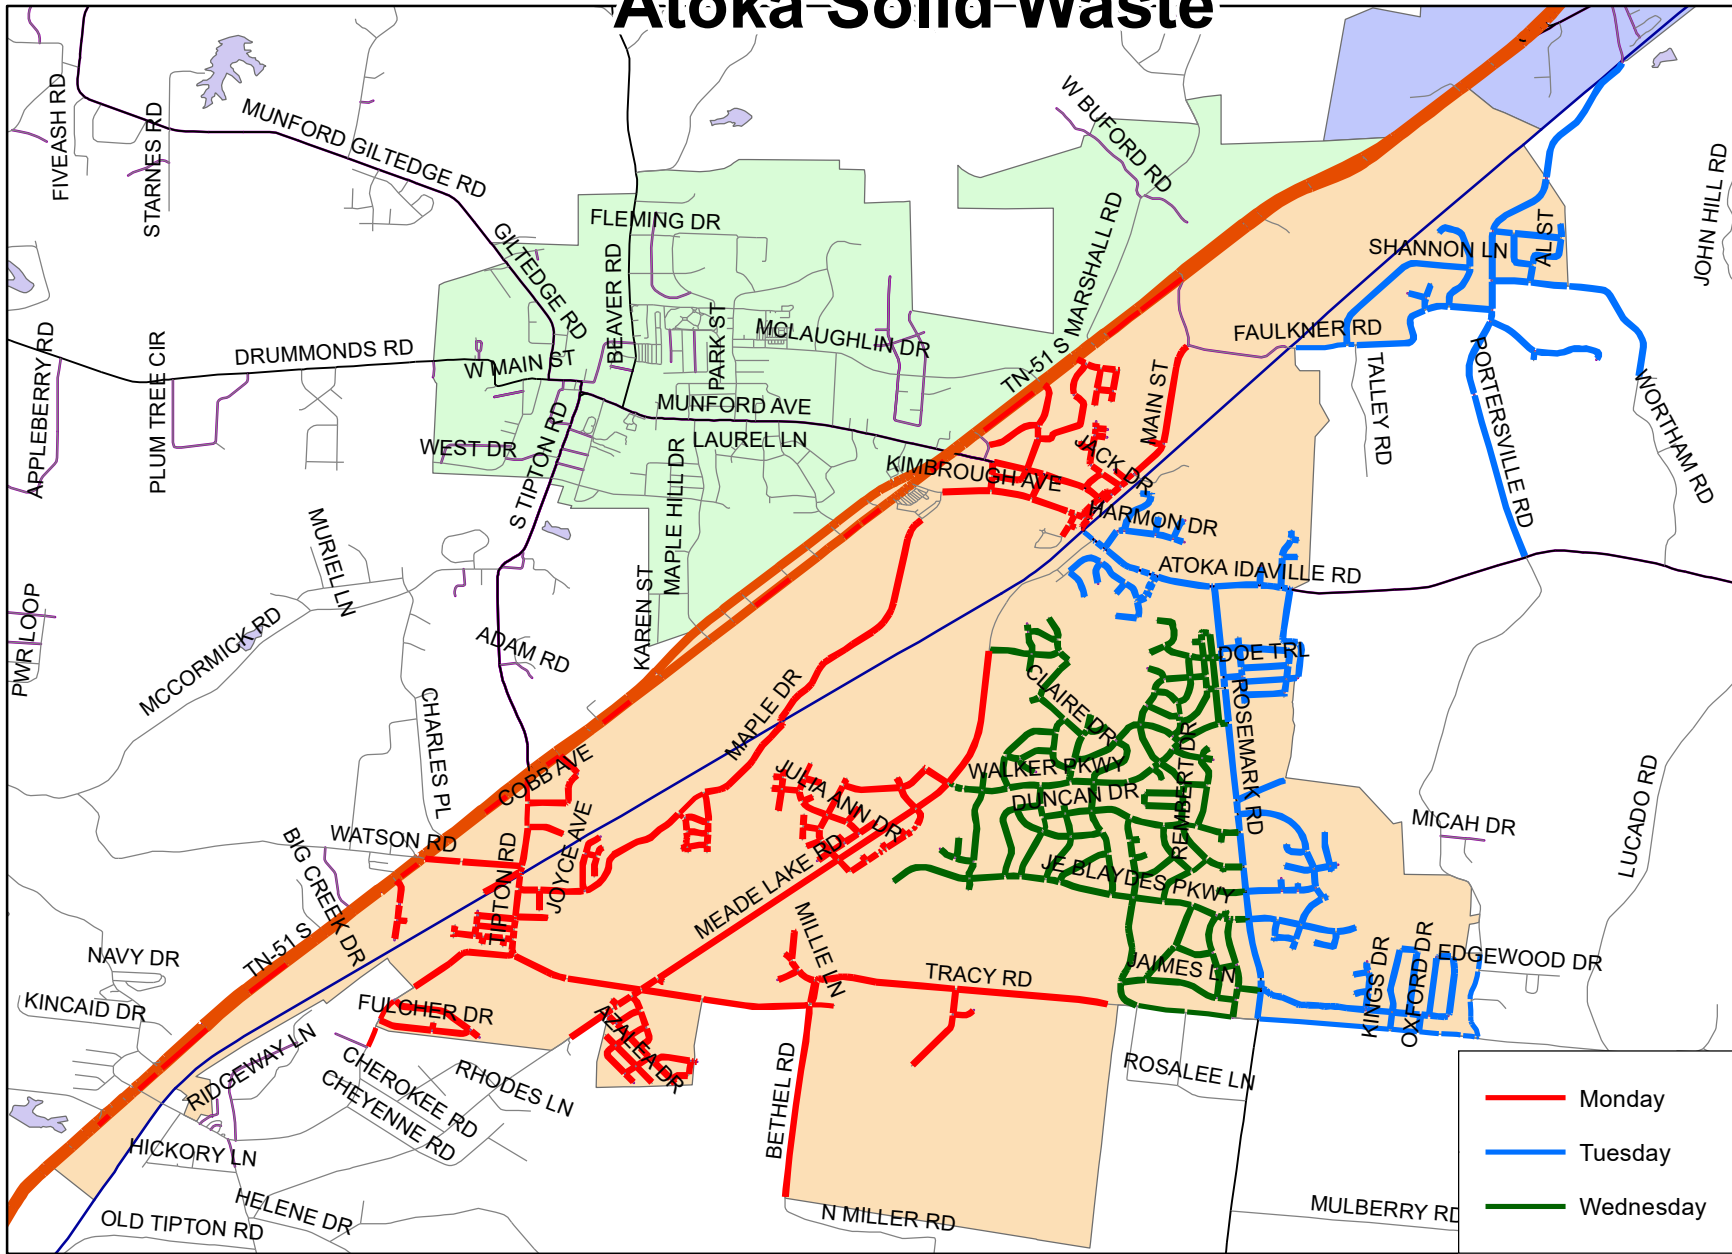 Atoka Solid Waste
FIVEASH RD
STARNES RD
MUNFORD GILTEDGE RD
W BUFORD RD
JOHN HILL RD
FLEMING DR
GILTEDGE RD
BEAVER RD
S MARSHALL RD
SHANNON LN
AL ST
APPLEBERRY RD
PLUM TREE CIR
DRUMMONDS RD
W MAIN ST
PARK ST
MCLAUGHLIN DR
TN-51 S
FAULKNER RD
MAIN ST
TALLEY RD
PORTERSVILLE RD
WORTHAM RD
MUNFORD AVE
LAUREL LN
WEST DR
S TIPTON RD
MAPLE HILL DR
KIMBROUGH AVE
JACK DR
HARMON DR
ATOKA IDAVILLE RD
MURIEL LN
KAREN ST
PWR LOOP
MCCORMICK RD
ADAM RD
CHARLES PL
DOE TRL
CLAIRE DR
ROSEMARK RD
MAPLE DR
COBB AVE
JULIA ANN DR
WALKER PKWY
DUNCAN DR
REMBERT DR
MICAH DR
LUCADO RD
WATSON RD
BIG CREEK DR
TIPTON RD
JOYCE AVE
MEADE LAKE RD
JE BLAYDES PKWY
MILLIE LN
NAVY DR
TN-51 S
TRACY RD
JAIMES LN
KINGS DR
OXFORD DR
EDGEWOOD DR
KINCAID DR
FULCHER DR
AZALEA DR
RIDGEWAY LN
CHEROKEE RD
CHEYENNE RD
RHODES LN
BETHEL RD
ROSALEE LN
HICKORY LN
HELENE DR
OLD TIPTON RD
N MILLER RD
MULBERRY RD
Monday
Tuesday
Wednesday